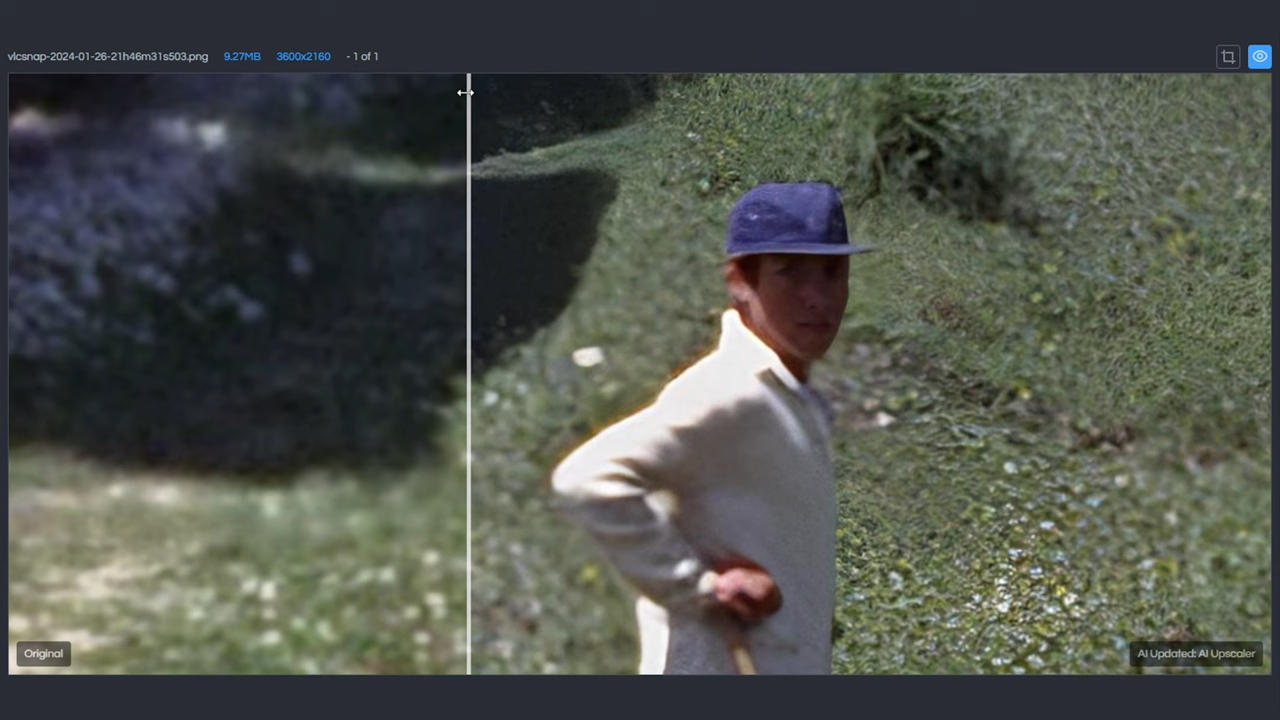 vlcsnap-2024-01-26-21h46m31s503.png 9.27MB 3600x2160 - 1 of 1
Original
AI Updated: AI Upscaler